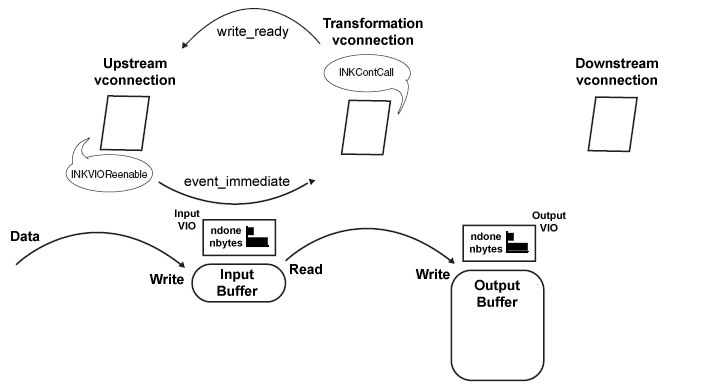 Transformation
vconnection
write_ready
Upstream
vconnection
INKContCall
Downstream
vconnection
INKVIOReenable
event_immediate
Input
VIO
ndone
nbytes
Output
VIO
ndone
nbytes
Data
Write
Input
Buffer
Read
Write
Output
Buffer